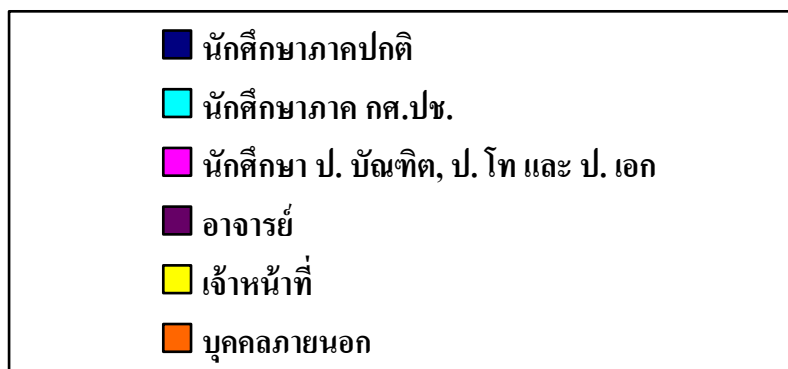 นักศึกษาภาคปกติ
นักศึกษาภาค กศ.ปช.
นักศึกษา ป. บัณฑิต, ป. โท และ ป. เอก
อาจารย์
เจ้าหน้าที่
บุคคลภายนอก